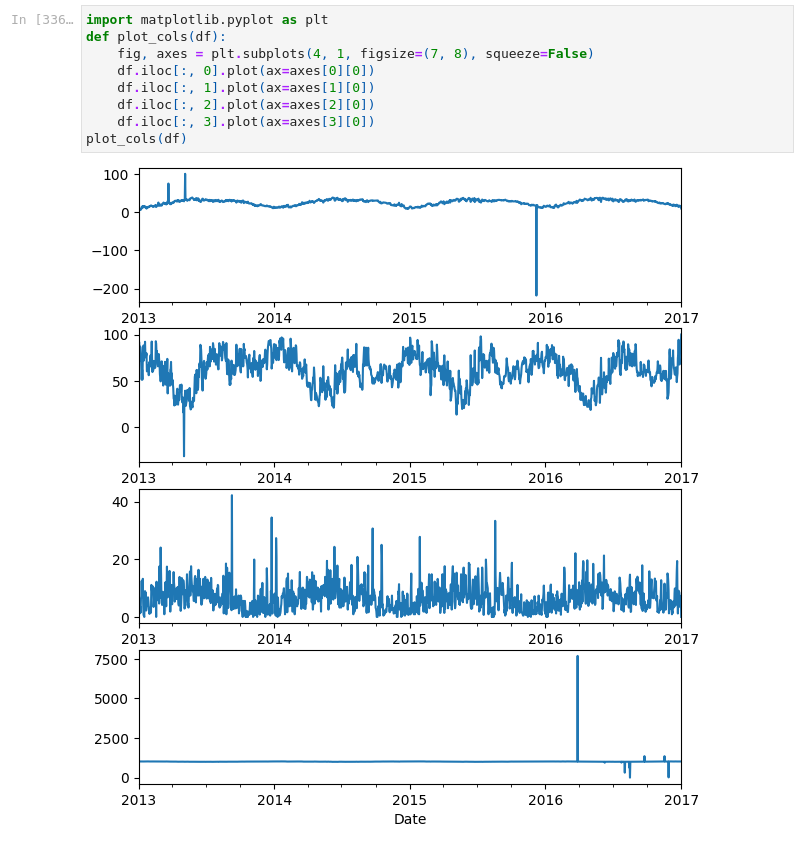 In [336…
import matplotlib.pyplot as plt
def plot_cols(df):
    fig, axes = plt.subplots(4, 1, figsize=(7, 8), squeeze=False)
    df.iloc[:, 0].plot(ax=axes[0][0])
    df.iloc[:, 1].plot(ax=axes[1][0])
    df.iloc[:, 2].plot(ax=axes[2][0])
    df.iloc[:, 3].plot(ax=axes[3][0])
plot_cols(df)
100
0
−100
−200
2013 2014 2015 2016 2017
100
50
0
2013 2014 2015 2016 2017
40
20
0
2013 2014 2015 2016 2017
7500
5000
2500
0
2013 2014 2015 2016 2017
Date